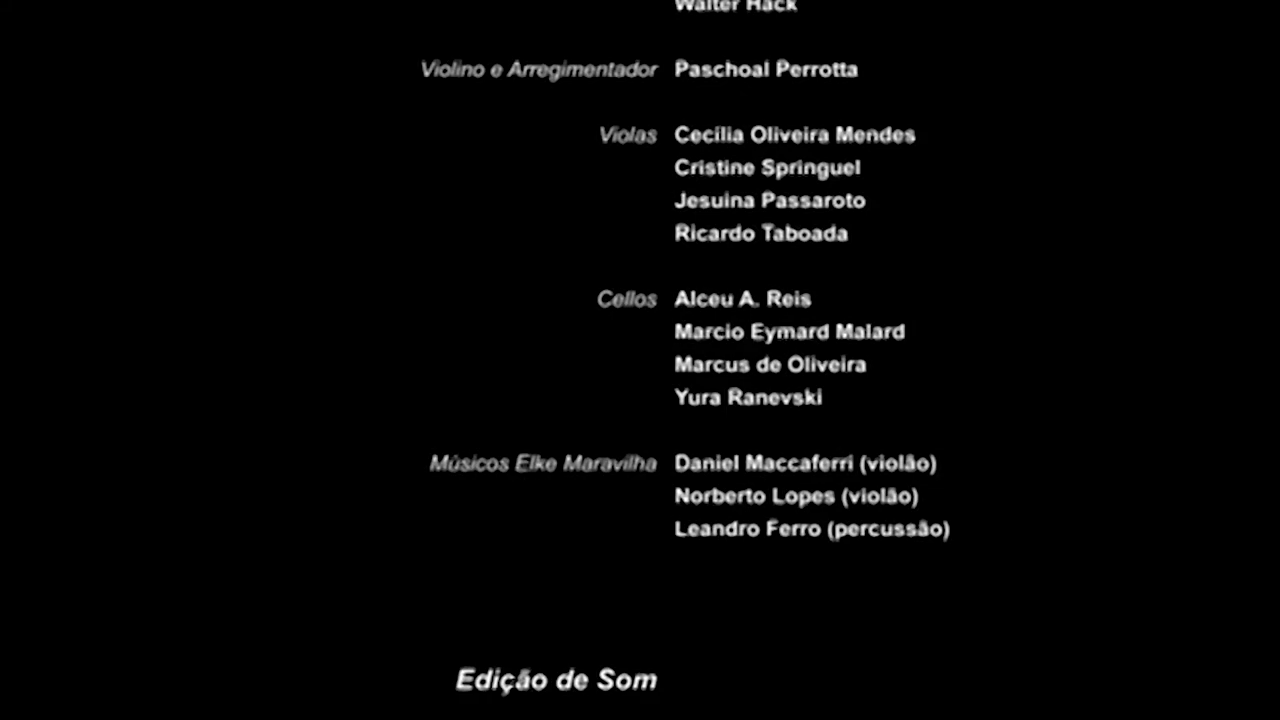 Walter Hack
Violino e Arregimentador Paschoal Perrotta
Violas Cecília Oliveira Mendes
Cristine Springuel
Jesuina Passaroto
Ricardo Taboada
Cellos Alceu A. Reis
Marcio Eymard Malard
Marcus de Oliveira
Yura Ranevski
Músicos Elke Maravilha Daniel Maccaferri (violão)
Norberto Lopes (violão)
Leandro Ferro (percussão)
Edição de Som